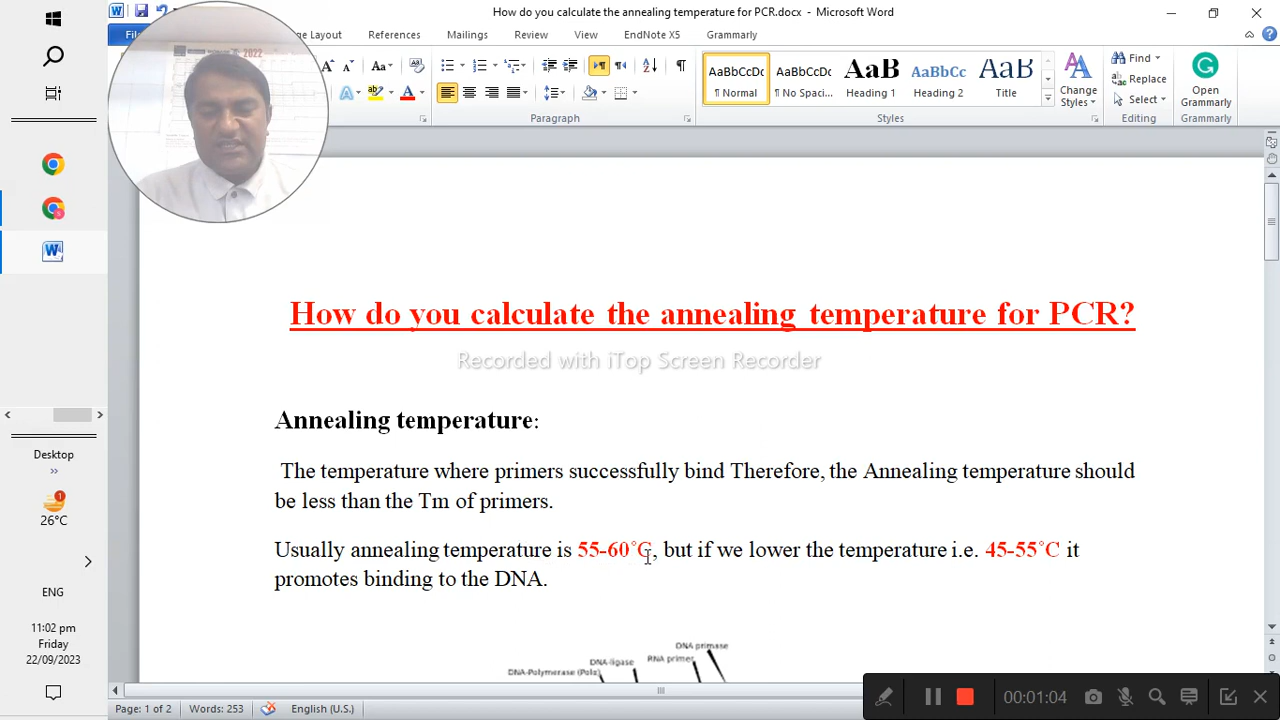 How do you calculate the annealing temperature for PCR.docx - Microsoft Word
ge Layout References Mailings Review View EndNote X5 Grammarly
AaBbCcDc AaBbCcDc AaB AaBbCc AaBbCc
¶ Normal ¶ No Spaci... Heading 1 Heading 2 Title
Change Styles
Find
Replace
Select
Open Grammarly
Paragraph Styles Editing Grammarly
2022
How do you calculate the annealing temperature for PCR?
Recorded with iTop Screen Recorder
Annealing temperature:
The temperature where primers successfully bind Therefore, the Annealing temperature should
be less than the Tm of primers.
Usually annealing temperature is 55-60˚C, but if we lower the temperature i.e. 45-55˚C it
promotes binding to the DNA.
DNA primase
DNA-ligase RNA primer
DNA-Polymerase (Polα)
Desktop
1
26°C
ENG
11:02 pm
Friday
22/09/2023
Page: 1 of 2 Words: 253 English (U.S.)
00:01:04